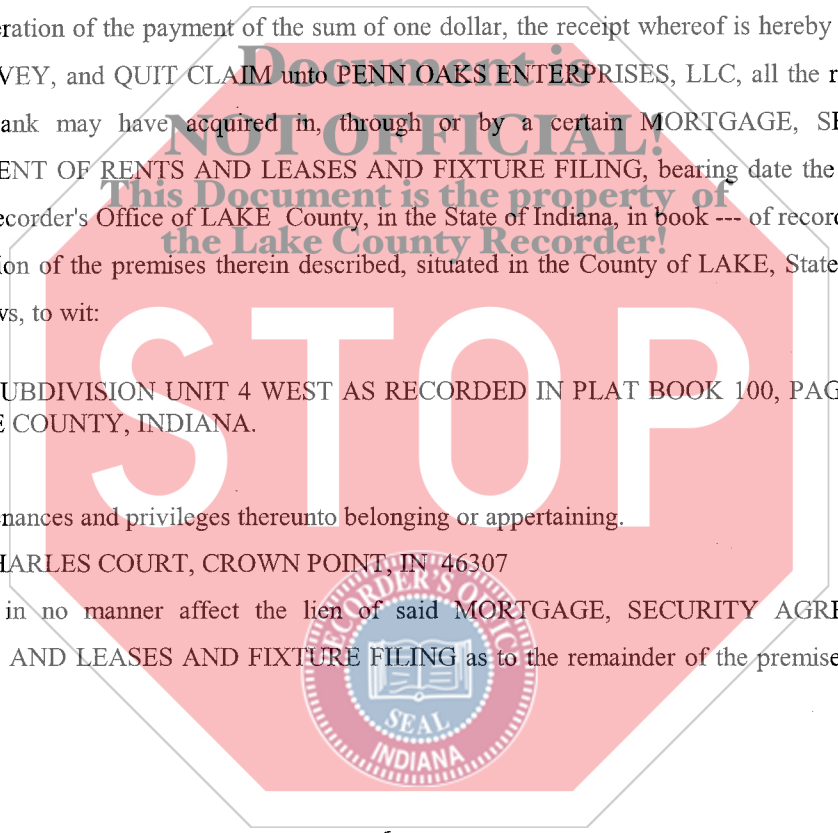 eration of the payment of the sum of one dollar, the receipt whereof is hereby
Document is
VEY, and QUIT CLAIM unto PENN OAKS ENTERPRISES, LLC, all the r
ank may have acquired in, through or by a certain MORTGAGE, SE
NOT OFFICIAL!
ENT OF RENTS AND LEASES AND FIXTURE FILING, bearing date the
This Document is the property of
ecorder's Office of LAKE County, in the State of Indiana, in book --- of record
the Lake County Recorder!
ion of the premises therein described, situated in the County of LAKE, State
ws, to wit:
STOP
UBDIVISION UNIT 4 WEST AS RECORDED IN PLAT BOOK 100, PAG
E COUNTY, INDIANA.
enances and privileges thereunto belonging or appertaining.
HARLES COURT, CROWN POINT, IN 46307
in no manner affect the lien of said MORTGAGE, SECURITY AGRE
AND LEASES AND FIXTURE FILING as to the remainder of the premise
RECORDER'S OFFIC
SEAL
INDIANA